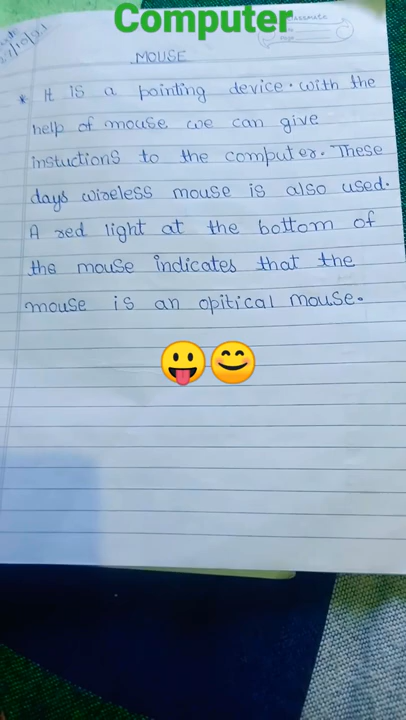 Computer
classmate
MOUSE
* It is a pointing device. with the
help of mouse we can give
instuctions to the computer. These
days wireless mouse is also used.
A red light at the bottom of
the mouse indicates that the
mouse is an opitical mouse.